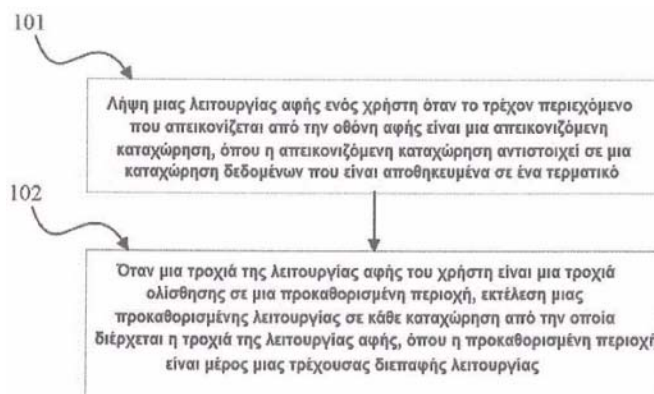 101
Λήψη μιας λειτουργίας αφής ενός χρήστη όταν το τρέχον περιεχόμενο
που απεικονίζεται από την οθόνη αφής είναι μια απεικονιζόμενη
καταχώρηση, όπου η απεικονιζόμενη καταχώρηση αντιστοιχεί σε μια
καταχώρηση δεδομένων που είναι αποθηκευμένα σε ένα τερματικό
102
Όταν μια τροχιά της λειτουργίας αφής του χρήστη είναι μια τροχιά
ολίσθησης σε μια προκαθορισμένη περιοχή, εκτέλεση μιας
προκαθορισμένης λειτουργίας σε κάθε καταχώρηση από την οποία
διέρχεται η τροχιά της λειτουργίας αφής, όπου η προκαθορισμένη περιοχή
είναι μέρος μιας τρέχουσας διεπαφής λειτουργίας